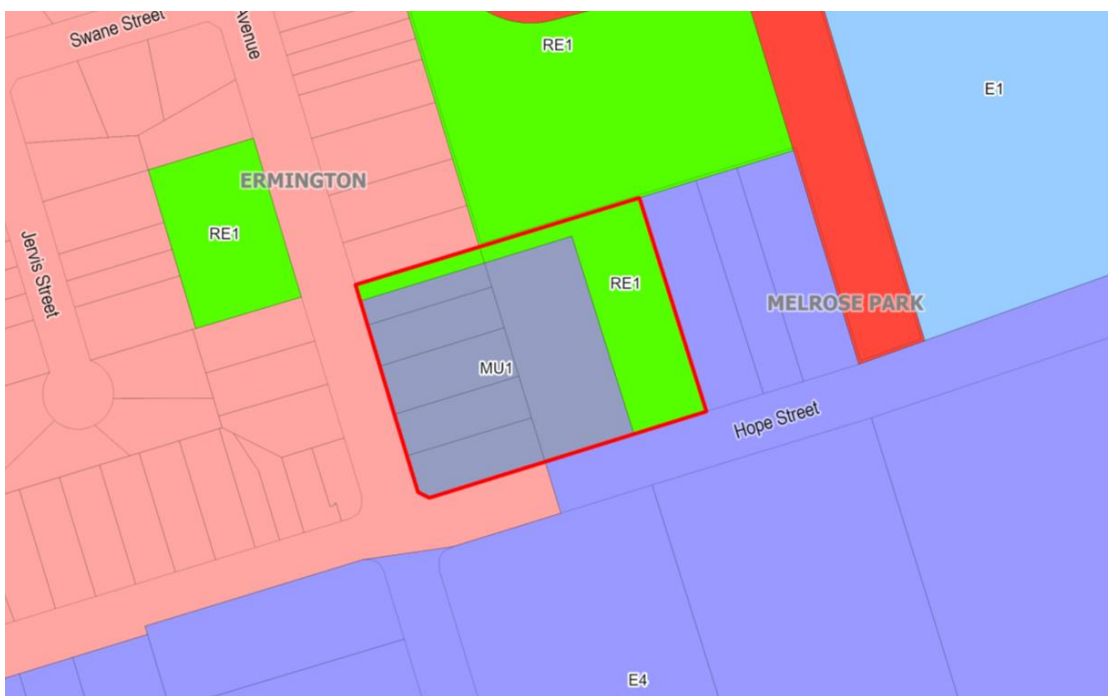 Swane Street
Avenue
RE1
E1
ERMINGTON
RE1
Jervis Street
RE1
MELROSE PARK
MU1
Hope Street
E4